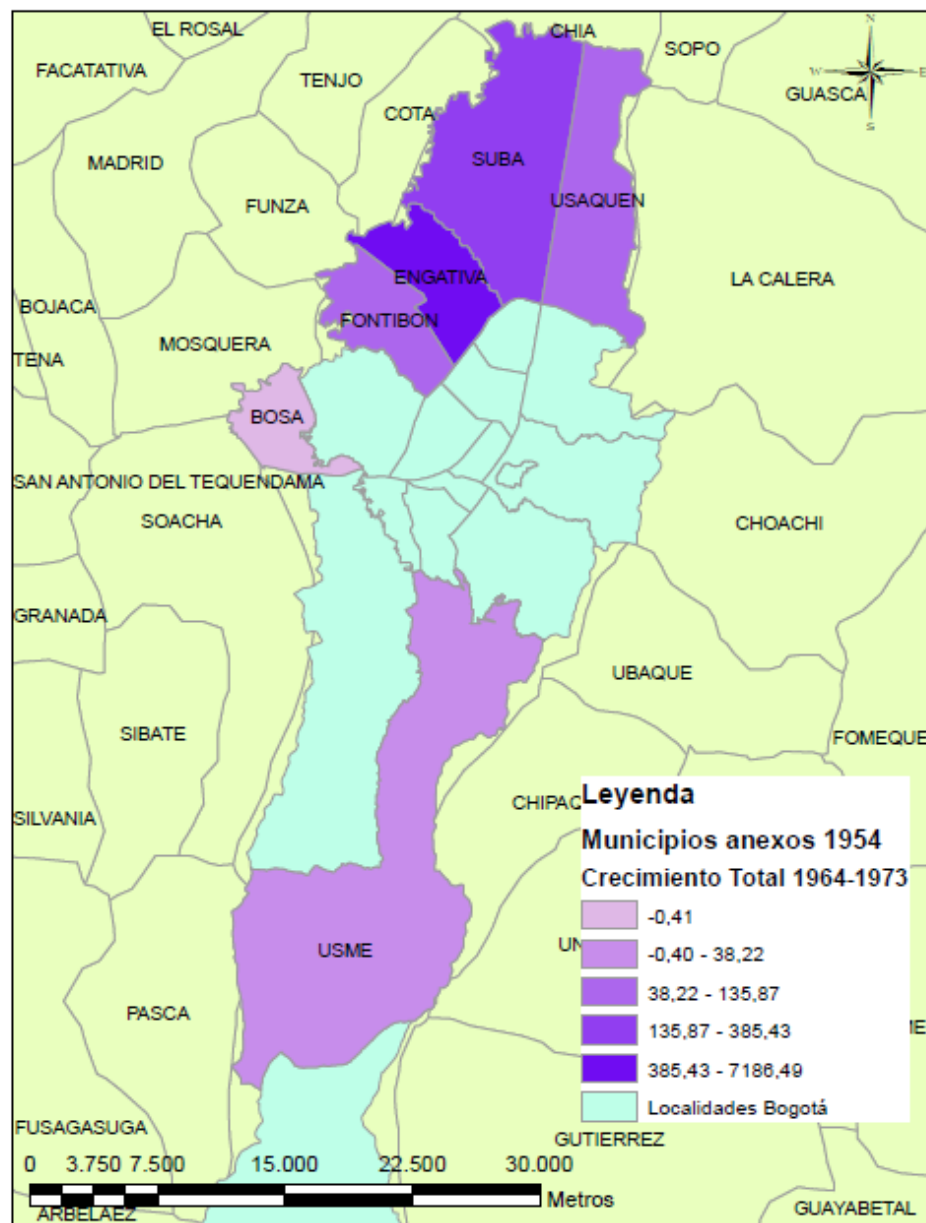 EL ROSAL
CHIA
SOPO
N
FACATATIVA
TENJO
W
E
GUASCA
S
COTA
MADRID
SUBA
FUNZA
USAQUEN
ENGATIVA
LA CALERA
BOJACA
FONTIBON
MOSQUERA
TENA
BOSA
SAN ANTONIO DEL TEQUENDAMA
SOACHA
CHOACHI
GRANADA
UBAQUE
SIBATE
FOMEQUE
CHIPAQ
SILVANIA
Leyenda
Municipios anexos 1954
Crecimiento Total 1964-1973
-0,41
-0,40 - 38,22
38,22 - 135,87
135,87 - 385,43
385,43 - 7186,49
Localidades Bogotá
USME
UN
PASCA
ME
FUSAGASUGA
GUTIERREZ
0 3.750 7.500 15.000 22.500 30.000
Metros
ARBELAEZ
GUAYABETAL